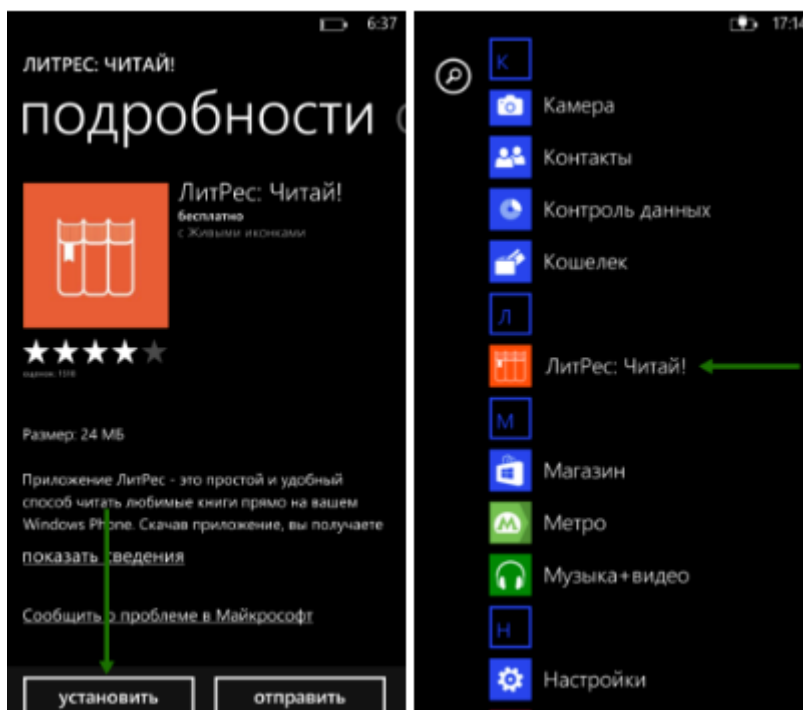 6:37
ЛИТРЕС: ЧИТАЙ!
подробности
ЛитРес: Читай!
бесплатно
с Живыми иконками
оценок: 1518
Размер: 24 МБ
Приложение ЛитРес - это простой и удобный
способ читать любимые книги прямо на вашем
Windows Phone. Скачав приложение, вы получаете
показать сведения
Сообщить о проблеме в Майкрософт
установить
отправить
17:14
К
Камера
Контакты
Контроль данных
Кошелек
Л
ЛитРес: Читай!
М
Магазин
Метро
Музыка+видео
Н
Настройки